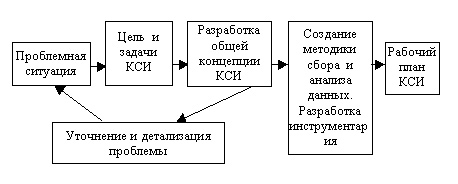 Проблемная
ситуация
Цель и
задачи
КСИ
Разработка
общей
концепции
КСИ
Создание
методики
сбора и
анализа
данных.
Разработка
инструментар
ия
Рабочий
план
КСИ
Уточнение и детализация
проблемы